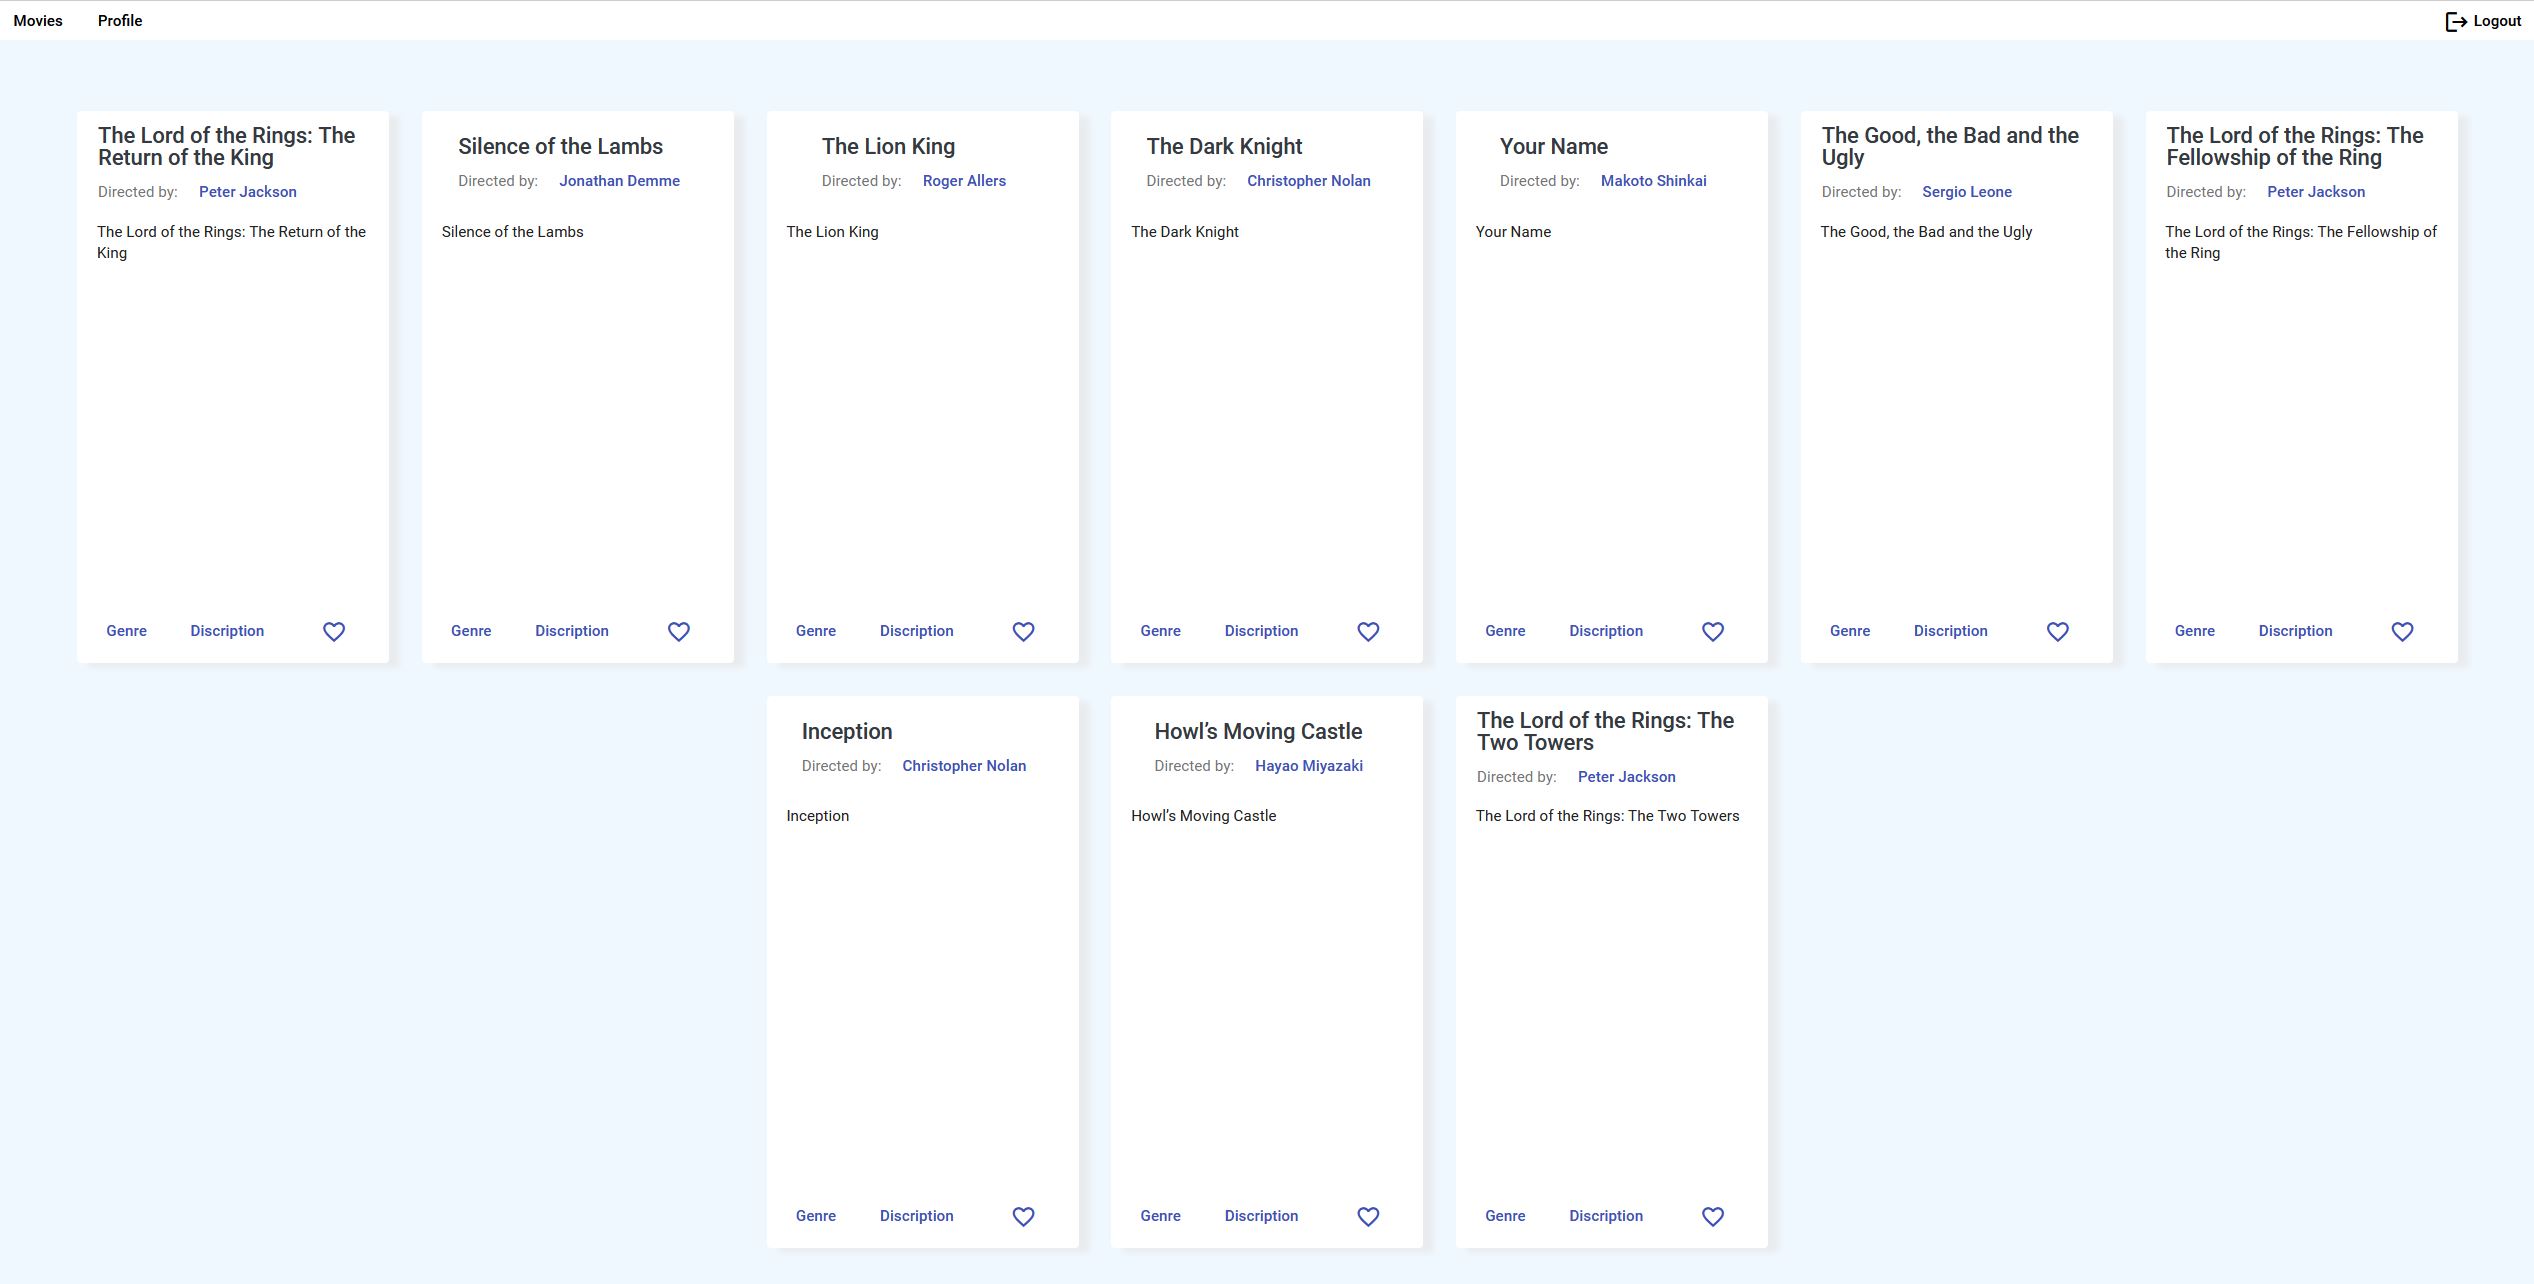 Movies Profile Logout
The Lord of the Rings: The
Return of the King
Directed by: Peter Jackson
The Lord of the Rings: The Return of the
King
Genre Discription
Silence of the Lambs
Directed by: Jonathan Demme
Silence of the Lambs
Genre Discription
The Lion King
Directed by: Roger Allers
The Lion King
Genre Discription
The Dark Knight
Directed by: Christopher Nolan
The Dark Knight
Genre Discription
Your Name
Directed by: Makoto Shinkai
Your Name
Genre Discription
The Good, the Bad and the
Ugly
Directed by: Sergio Leone
The Good, the Bad and the Ugly
Genre Discription
The Lord of the Rings: The
Fellowship of the Ring
Directed by: Peter Jackson
The Lord of the Rings: The Fellowship of
the Ring
Genre Discription
Inception
Directed by: Christopher Nolan
Inception
Genre Discription
Howl’s Moving Castle
Directed by: Hayao Miyazaki
Howl’s Moving Castle
Genre Discription
The Lord of the Rings: The
Two Towers
Directed by: Peter Jackson
The Lord of the Rings: The Two Towers
Genre Discription